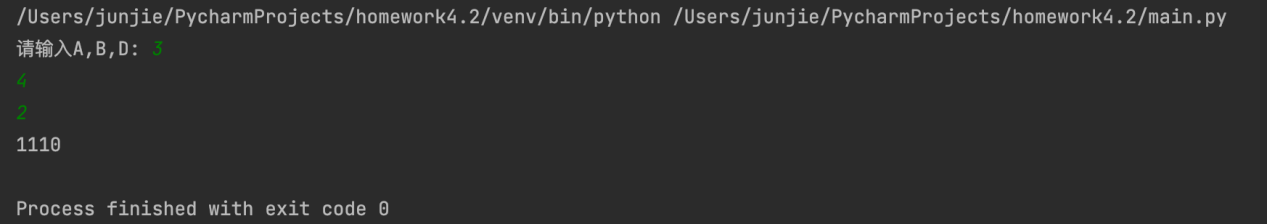 /Users/junjie/PycharmProjects/homework4.2/venv/bin/python /Users/junjie/PycharmProjects/homework4.2/main.py
请输入A,B,D: 3
4
2
1110
Process finished with exit code 0